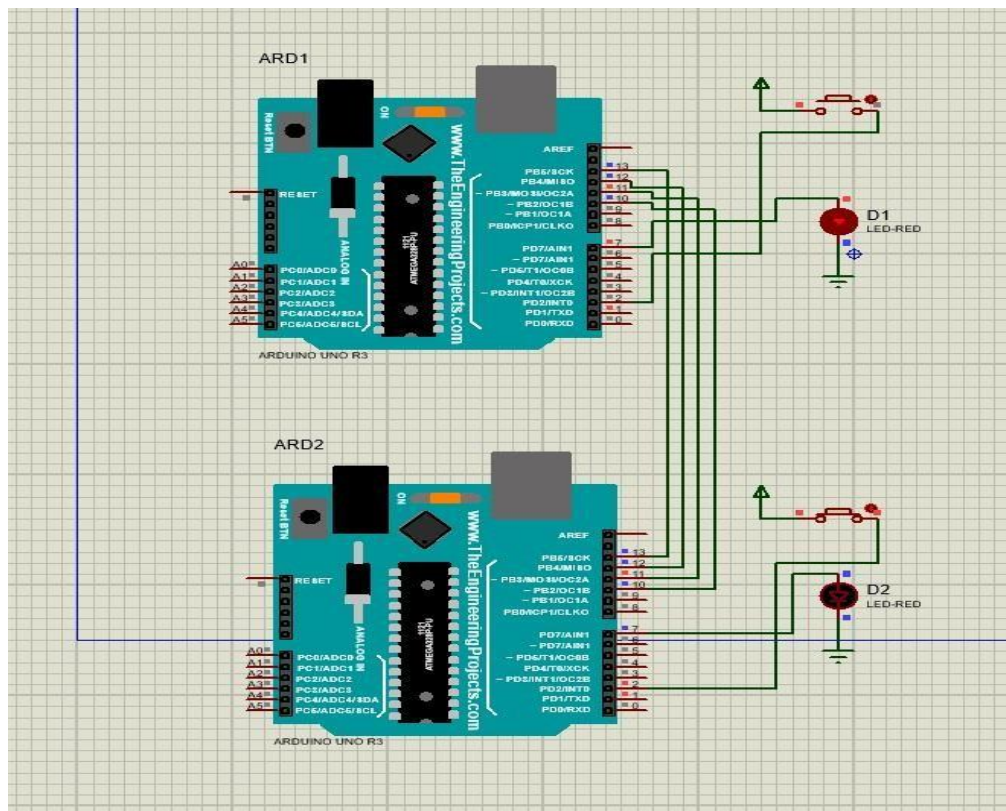 ARD1
ON
Reset BTN
www.TheEngineeringProjects.com
ANALOG IN
RESET
AREF
PB5/SCK 13
PB4/MISO 12
~ PB3/MOSI/OC2A 11
~ PB2/OC1B 10
~ PB1/OC1A 9
PB0/ICP1/CLKO 8
PD7/AIN1 7
~ PD7/AIN1 6
~ PD5/T1/OC0B 5
PD4/T0/XCK 4
~ PD3/INT1/OC2B 3
PD2/INT0 2
PD1/TXD 1
PD0/RXD 0
A0 PC0/ADC0
A1 PC1/ADC1
A2 PC2/ADC2
A3 PC3/ADC3
A4 PC4/ADC4/SDA
A5 PC5/ADC5/SCL
ARDUINO UNO R3
D1
LED-RED
ARD2
ON
Reset BTN
www.TheEngineeringProjects.com
ANALOG IN
RESET
AREF
PB5/SCK 13
PB4/MISO 12
~ PB3/MOSI/OC2A 11
~ PB2/OC1B 10
~ PB1/OC1A 9
PB0/ICP1/CLKO 8
PD7/AIN1 7
~ PD7/AIN1 6
~ PD5/T1/OC0B 5
PD4/T0/XCK 4
~ PD3/INT1/OC2B 3
PD2/INT0 2
PD1/TXD 1
PD0/RXD 0
A0 PC0/ADC0
A1 PC1/ADC1
A2 PC2/ADC2
A3 PC3/ADC3
A4 PC4/ADC4/SDA
A5 PC5/ADC5/SCL
ARDUINO UNO R3
D2
LED-RED